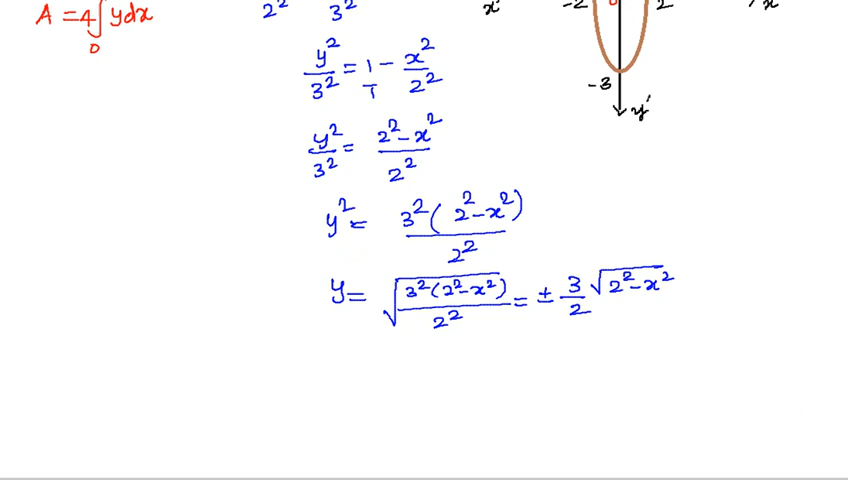 A = 4∫₀ y dx
2² 3²
x' -2 0 2 x
y²/3² = 1/1 - x²/2²
-3
y'
y²/3² = 2² - x²/2²
y² = 3²(2² - x²)/2²
y = √3²(2² - x²)/2² = ± 3/2 √2² - x²